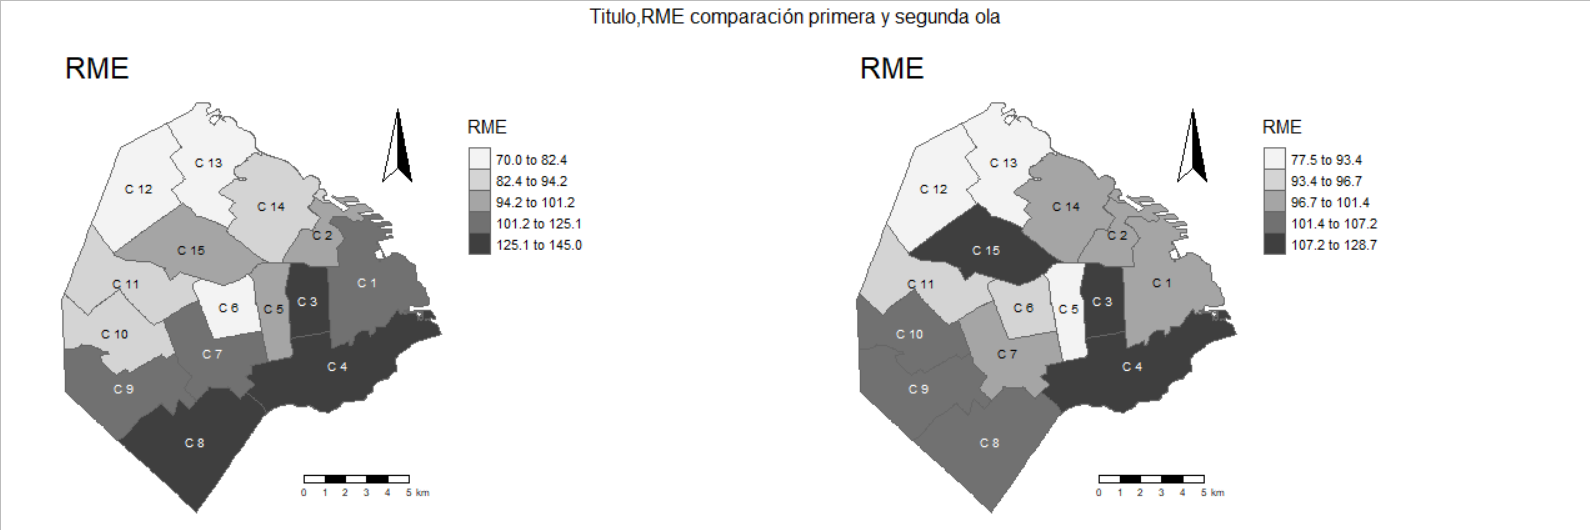 Titulo,RME comparación primera y segunda ola
RME
RME
70.0 to 82.4
82.4 to 94.2
94.2 to 101.2
101.2 to 125.1
125.1 to 145.0
C 13
C 12
C 14
C 2
C 15
C 11
C 1
C 6
C 5
C 3
C 10
C 7
C 4
C 9
C 8
0 1 2 3 4 5 km
RME
RME
77.5 to 93.4
93.4 to 96.7
96.7 to 101.4
101.4 to 107.2
107.2 to 128.7
C 13
C 12
C 14
C 2
C 15
C 11
C 1
C 6
C 5
C 3
C 10
C 7
C 4
C 9
C 8
0 1 2 3 4 5 km